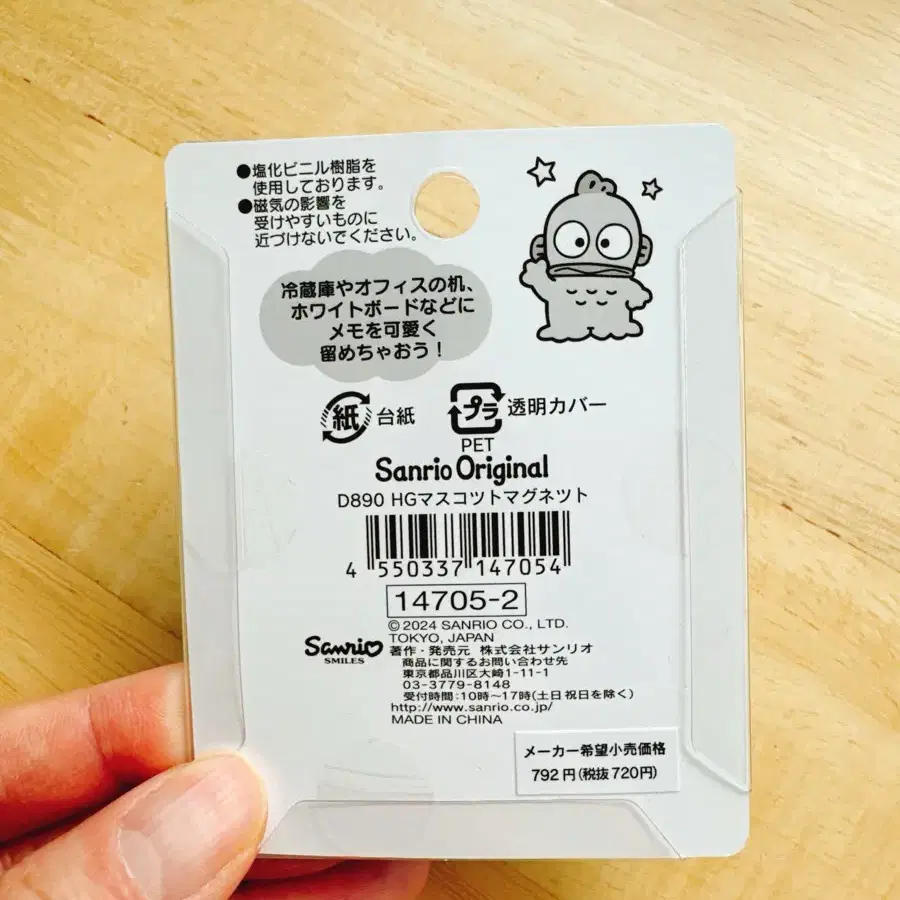 ●塩化ビニル樹脂を
使用しております。
●磁気の影響を
受けやすいものに
近づけないでください。
冷蔵庫やオフィスの机、
ホワイトボードなどに
メモを可愛く
留めちゃおう！
紙 台紙
プラ 透明カバー
PET
Sanrio Original
D890 HGマスコツトマグネツト
4 550337 147054
14705-2
© 2024 SANRIO CO., LTD.
TOKYO, JAPAN
Sanrio
SMILES
著作・発売元 株式会社サンリオ
商品に関するお問い合わせ先
東京都品川区大崎1-11-1
03-3779-8148
受付時間：10時〜17時(土日祝日を除く)
http://www.sanrio.co.jp/
MADE IN CHINA
メーカー希望小売価格
792円(税抜720円)